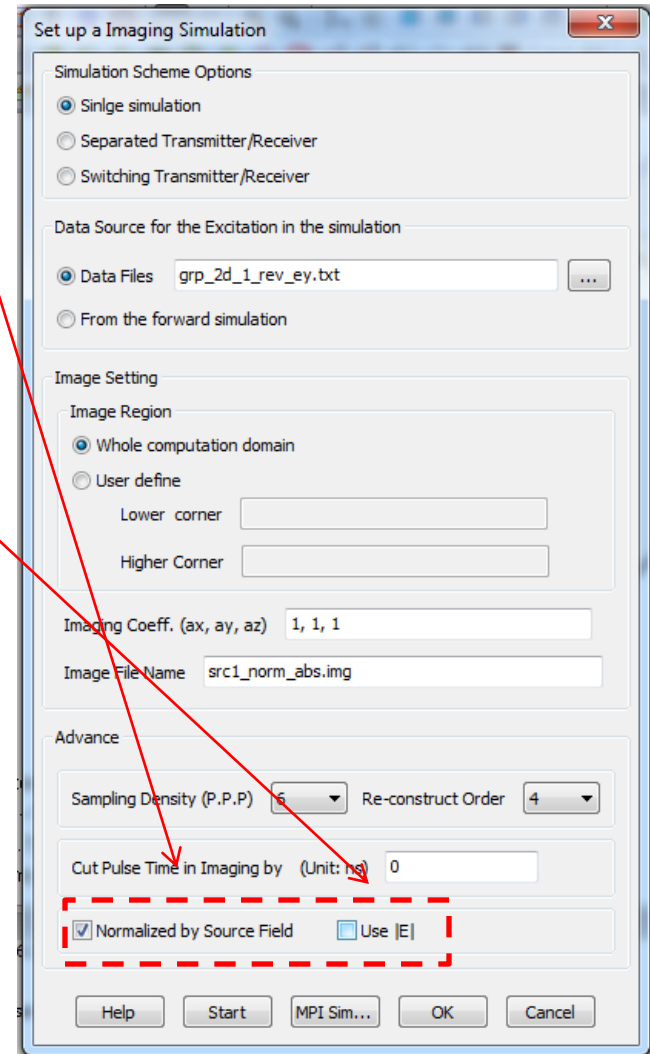 Set up a Imaging Simulation
Simulation Scheme Options
Sinlge simulation
Separated Transmitter/Receiver
Switching Transmitter/Receiver
Data Source for the Excitation in the simulation
Data Files grp_2d_1_rev_ey.txt ...
From the forward simulation
Image Setting
Image Region
Whole computation domain
User define
Lower corner
Higher Corner
Imaging Coeff. (ax, ay, az) 1, 1, 1
Image File Name src1_norm_abs.img
Advance
Sampling Density (P.P.P) 6 Re-construct Order 4
Cut Pulse Time in Imaging by (Unit: ns) 0
Normalized by Source Field Use |E|
Help Start MPI Sim... OK Cancel